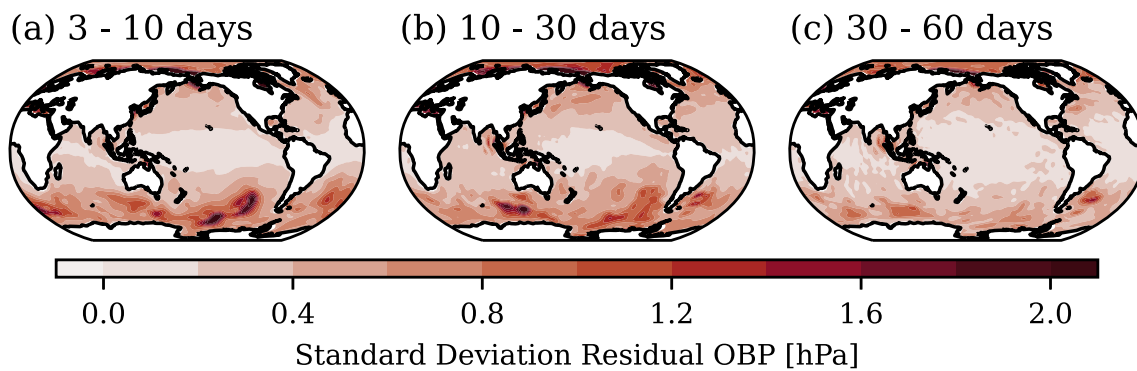 (a) 3 - 10 days
(b) 10 - 30 days
(c) 30 - 60 days
0.0 0.4 0.8 1.2 1.6 2.0
Standard Deviation Residual OBP [hPa]